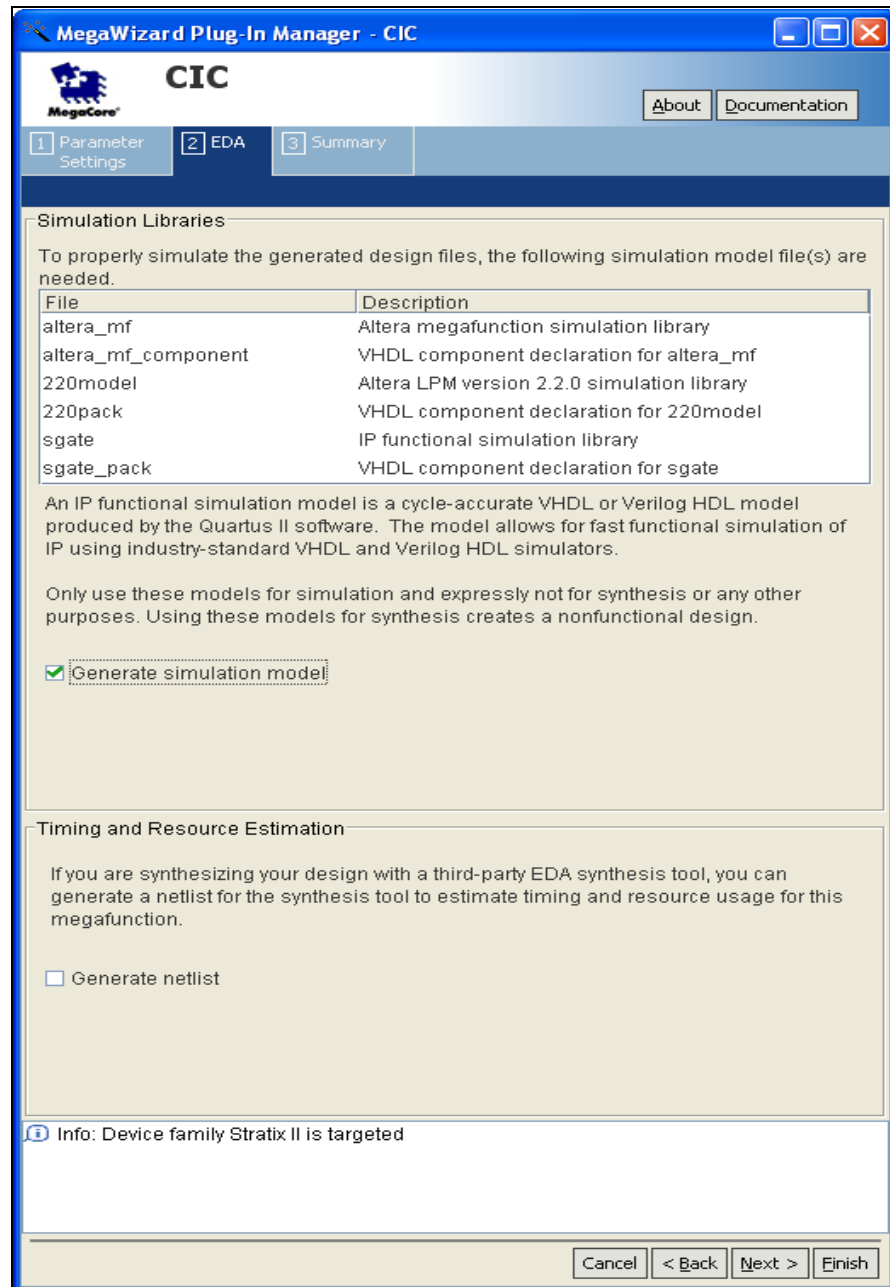 MegaWizard Plug-In Manager - CIC
MegaCore®
CIC
About Documentation
1 Parameter Settings 2 EDA 3 Summary
Simulation Libraries
To properly simulate the generated design files, the following simulation model file(s) are
needed.
File Description
altera_mf Altera megafunction simulation library
altera_mf_component VHDL component declaration for altera_mf
220model Altera LPM version 2.2.0 simulation library
220pack VHDL component declaration for 220model
sgate IP functional simulation library
sgate_pack VHDL component declaration for sgate
An IP functional simulation model is a cycle-accurate VHDL or Verilog HDL model
produced by the Quartus II software. The model allows for fast functional simulation of
IP using industry-standard VHDL and Verilog HDL simulators.
Only use these models for simulation and expressly not for synthesis or any other
purposes. Using these models for synthesis creates a nonfunctional design.
Generate simulation model
Timing and Resource Estimation
If you are synthesizing your design with a third-party EDA synthesis tool, you can
generate a netlist for the synthesis tool to estimate timing and resource usage for this
megafunction.
Generate netlist
Info: Device family Stratix II is targeted
Cancel < Back Next > Finish